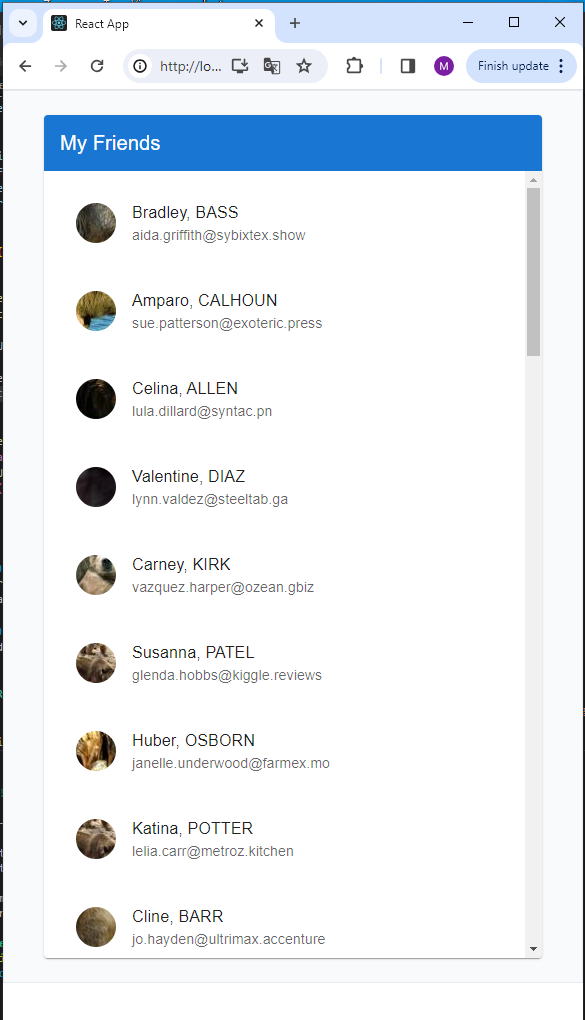 React App
http://lo...
M
Finish update
My Friends
Bradley, BASS
aida.griffith@sybixtex.show
Amparo, CALHOUN
sue.patterson@exoteric.press
Celina, ALLEN
lula.dillard@syntac.pn
Valentine, DIAZ
lynn.valdez@steeltab.ga
Carney, KIRK
vazquez.harper@ozean.gbiz
Susanna, PATEL
glenda.hobbs@kiggle.reviews
Huber, OSBORN
janelle.underwood@farmex.mo
Katina, POTTER
lelia.carr@metroz.kitchen
Cline, BARR
jo.hayden@ultrimax.accenture